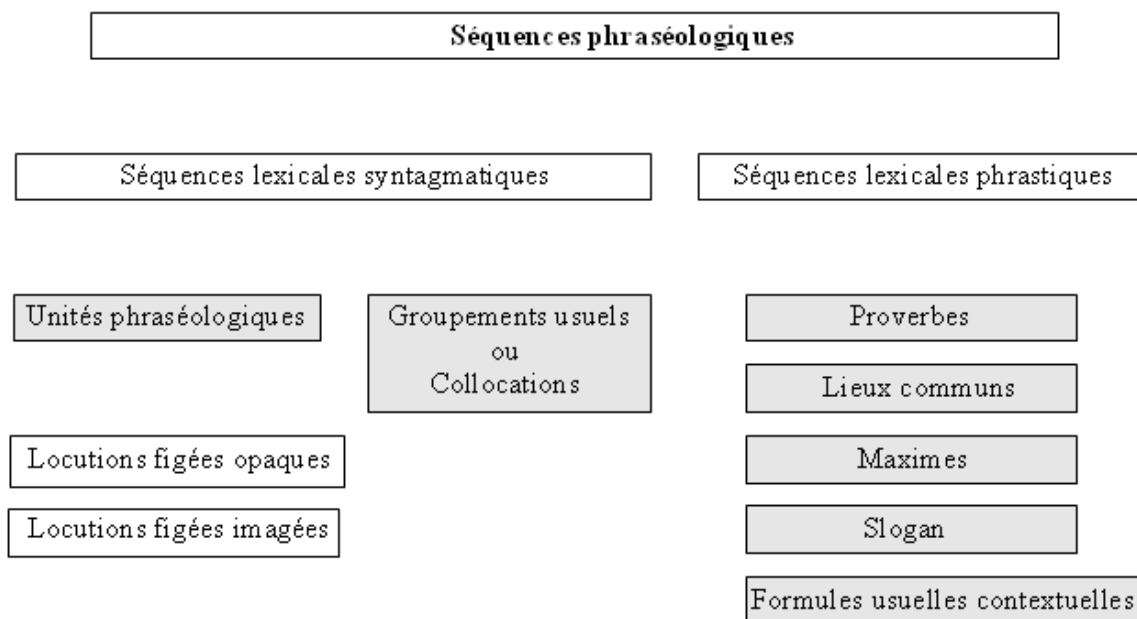 Séquences phraséologiques
Séquences lexicales syntagmatiques
Séquences lexicales phrastiques
Unités phraséologiques
Groupements usuels
ou
Collocations
Proverbes
Lieux communs
Locutions figées opaques
Maximes
Locutions figées imagées
Slogan
Formules usuelles contextuelles